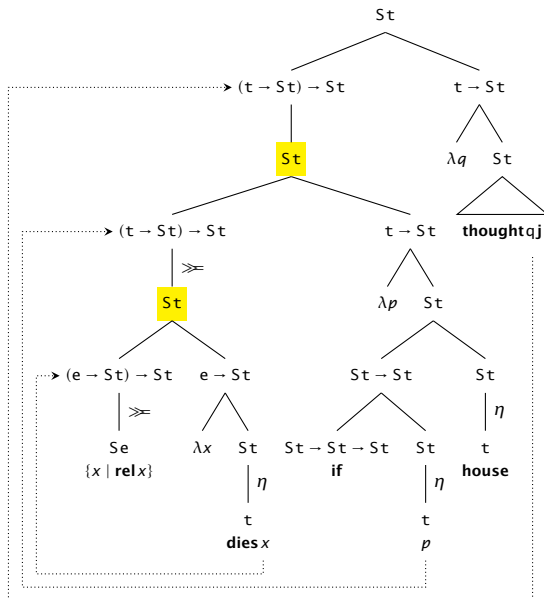 St
(t → St) → St t → St
St λq St
(t → St) → St t → St thought q j
⋙= λp St
St
(e → St) → St e → St St → St St
⋙= η
Se λx St St → St → St St t
{x | rel x} if house
η η
t t
dies x p